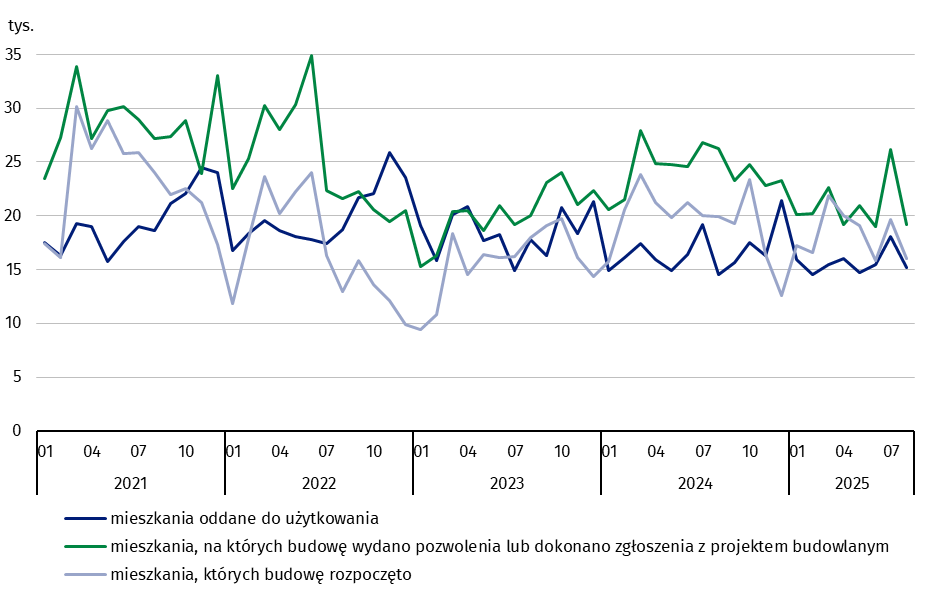 tys.
35
30
25
20
15
10
5
0
01 04 07 10 01 04 07 10 01 04 07 10 01 04 07 10 01 04 07
2021 2022 2023 2024 2025
mieszkania oddane do użytkowania
mieszkania, na których budowę wydano pozwolenia lub dokonano zgłoszenia z projektem budowlanym
mieszkania, których budowę rozpoczęto